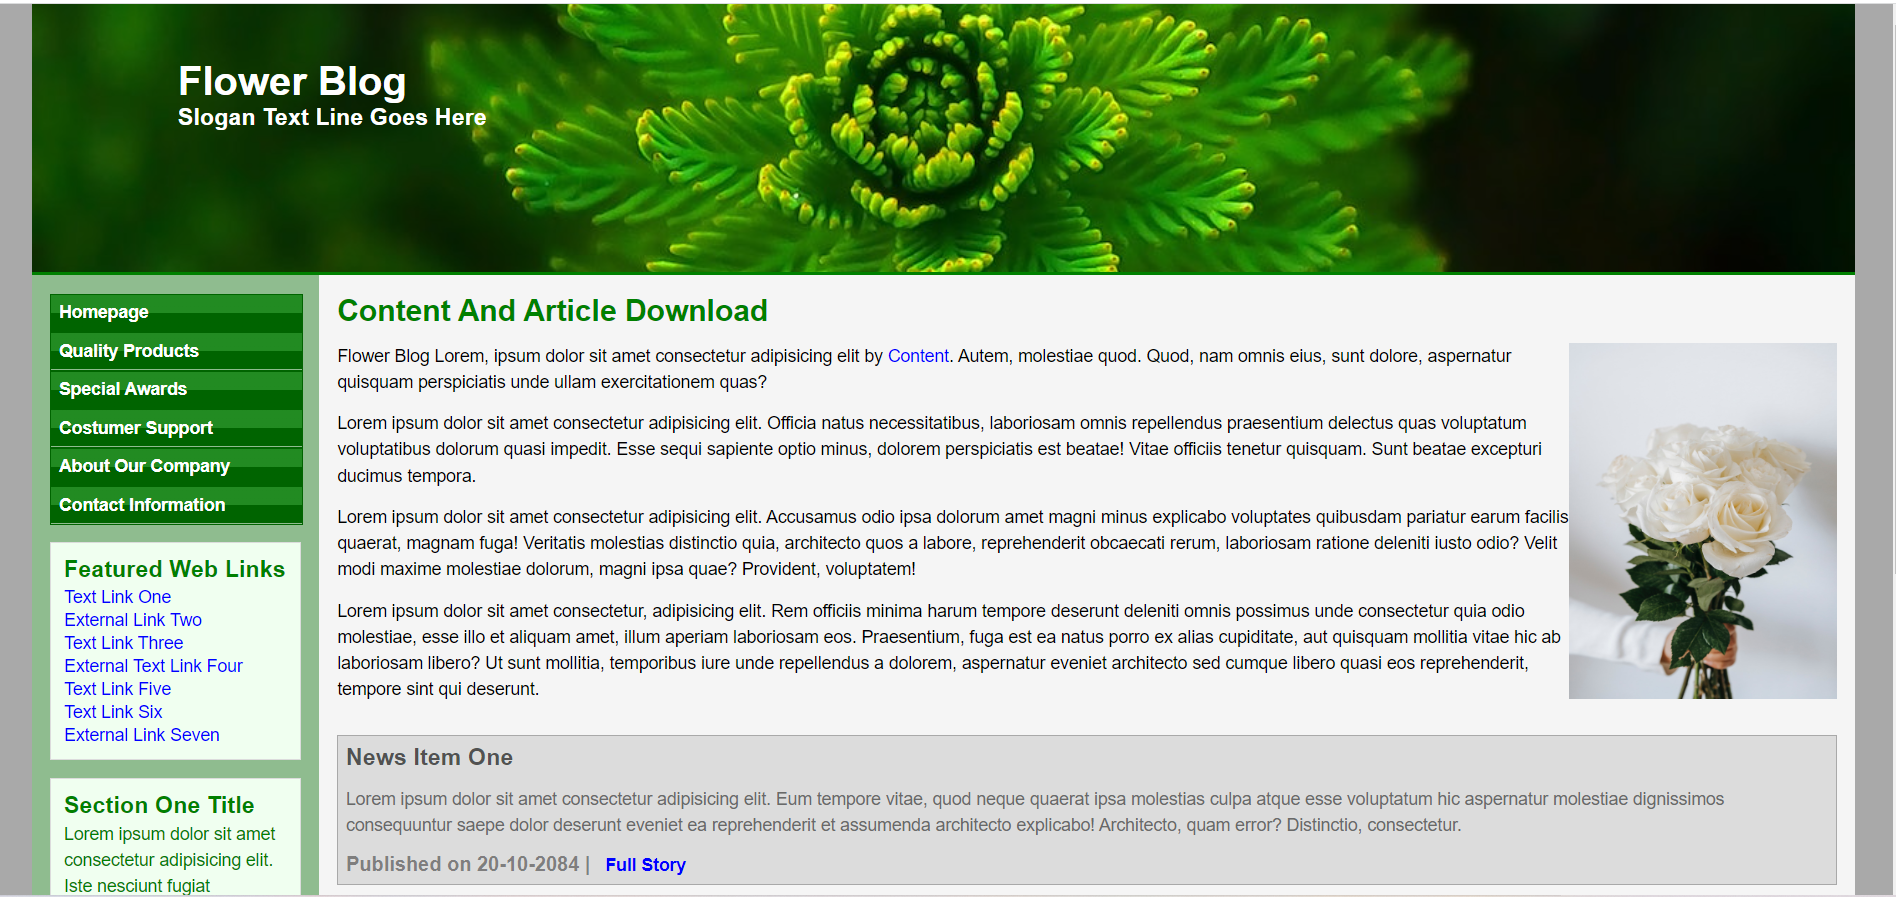 Flower Blog
Slogan Text Line Goes Here
Homepage
Quality Products
Special Awards
Costumer Support
About Our Company
Contact Information
Featured Web Links
Text Link One
External Link Two
Text Link Three
External Text Link Four
Text Link Five
Text Link Six
External Link Seven
Section One Title
Lorem ipsum dolor sit amet
consectetur adipisicing elit.
Iste nesciunt fugiat
Content And Article Download
Flower Blog Lorem, ipsum dolor sit amet consectetur adipisicing elit by Content. Autem, molestiae quod. Quod, nam omnis eius, sunt dolore, aspernatur
quisquam perspiciatis unde ullam exercitationem quas?
Lorem ipsum dolor sit amet consectetur adipisicing elit. Officia natus necessitatibus, laboriosam omnis repellendus praesentium delectus quas voluptatum
voluptatibus dolorum quasi impedit. Esse sequi sapiente optio minus, dolorem perspiciatis est beatae! Vitae officiis tenetur quisquam. Sunt beatae excepturi
ducimus tempora.
Lorem ipsum dolor sit amet consectetur adipisicing elit. Accusamus odio ipsa dolorum amet magni minus explicabo voluptates quibusdam pariatur earum facilis
quaerat, magnam fuga! Veritatis molestias distinctio quia, architecto quos a labore, reprehenderit obcaecati rerum, laboriosam ratione deleniti iusto odio? Velit
modi maxime molestiae dolorum, magni ipsa quae? Provident, voluptatem!
Lorem ipsum dolor sit amet consectetur, adipisicing elit. Rem officiis minima harum tempore deserunt deleniti omnis possimus unde consectetur quia odio
molestiae, esse illo et aliquam amet, illum aperiam laboriosam eos. Praesentium, fuga est ea natus porro ex alias cupiditate, aut quisquam mollitia vitae hic ab
laboriosam libero? Ut sunt mollitia, temporibus iure unde repellendus a dolorem, aspernatur eveniet architecto sed cumque libero quasi eos reprehenderit,
tempore sint qui deserunt.
News Item One
Lorem ipsum dolor sit amet consectetur adipisicing elit. Eum tempore vitae, quod neque quaerat ipsa molestias culpa atque esse voluptatum hic aspernatur molestiae dignissimos
consequuntur saepe dolor deserunt eveniet ea reprehenderit et assumenda architecto explicabo! Architecto, quam error? Distinctio, consectetur.
Published on 20-10-2084 | Full Story